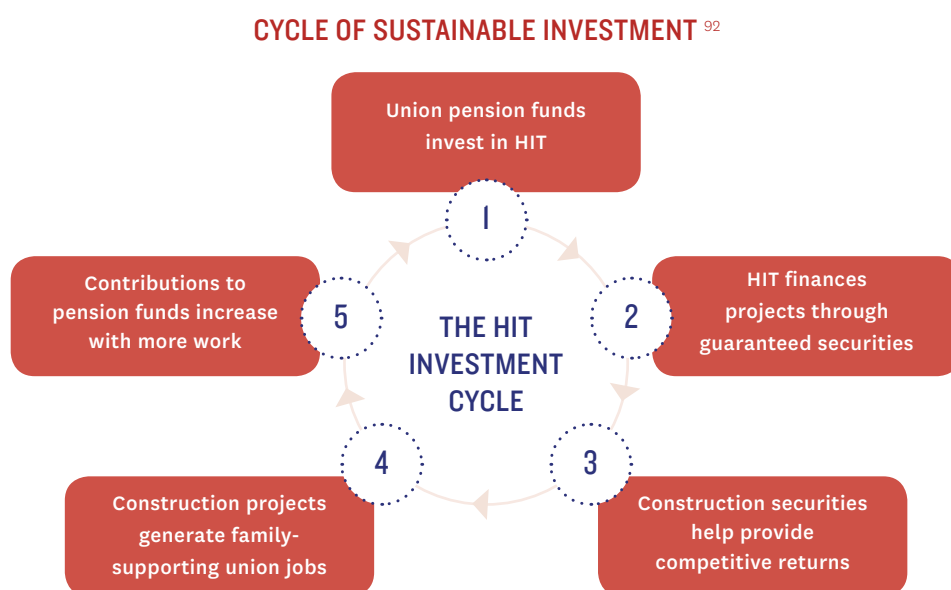 CYCLE OF SUSTAINABLE INVESTMENT 92
Union pension funds
invest in HIT
1
2
HIT finances
projects through
guaranteed securities
3
Construction securities
help provide
competitive returns
4
Construction projects
generate family-
supporting union jobs
5
Contributions to
pension funds increase
with more work
THE HIT
INVESTMENT
CYCLE